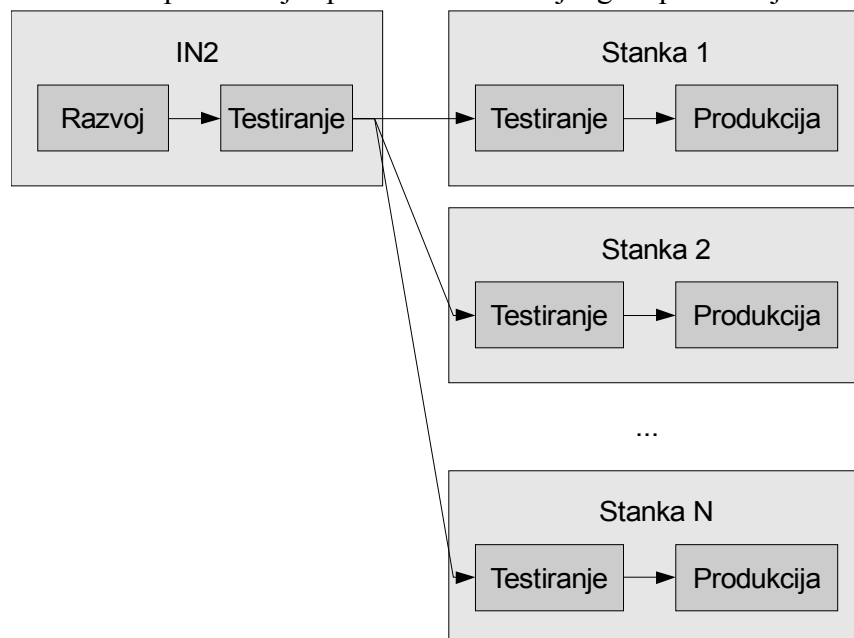 IN2
Razvoj
Testiranje
Stanka 1
Testiranje
Produkcija
Stanka 2
Testiranje
Produkcija
...
Stanka N
Testiranje
Produkcija